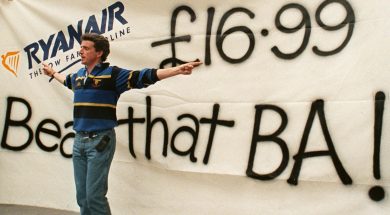 RYANAIR
THE LOW FARES AIRLINE
£16.99
Beat that BA!